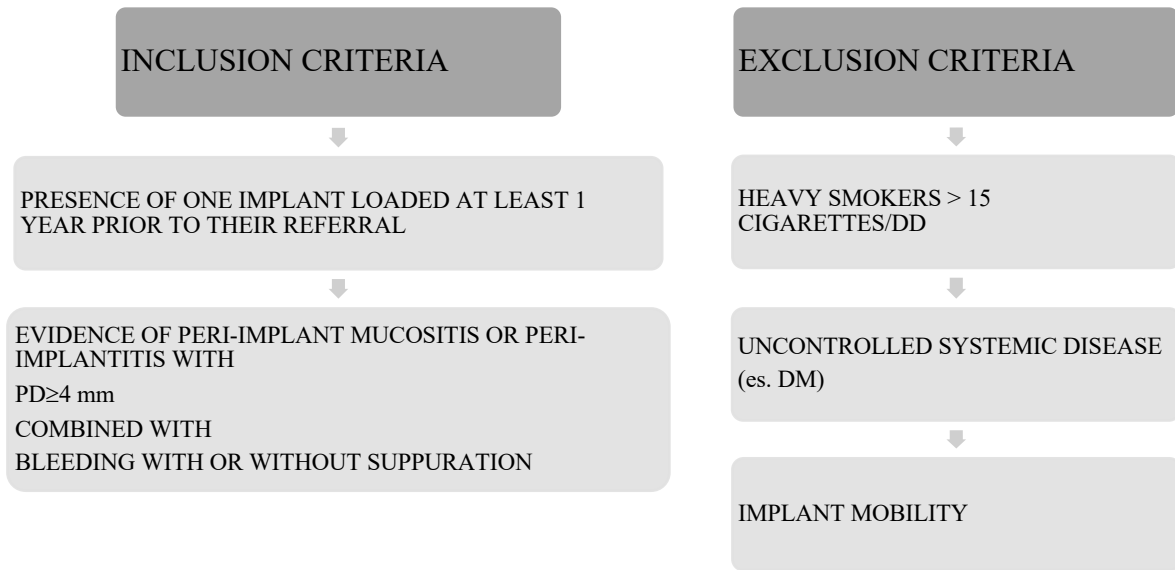 INCLUSION CRITERIA
PRESENCE OF ONE IMPLANT LOADED AT LEAST 1
YEAR PRIOR TO THEIR REFERRAL
EVIDENCE OF PERI-IMPLANT MUCOSITIS OR PERI-
IMPLANTITIS WITH
PD≥4 mm
COMBINED WITH
BLEEDING WITH OR WITHOUT SUPPURATION
EXCLUSION CRITERIA
HEAVY SMOKERS > 15
CIGARETTES/DD
UNCONTROLLED SYSTEMIC DISEASE
(es. DM)
IMPLANT MOBILITY